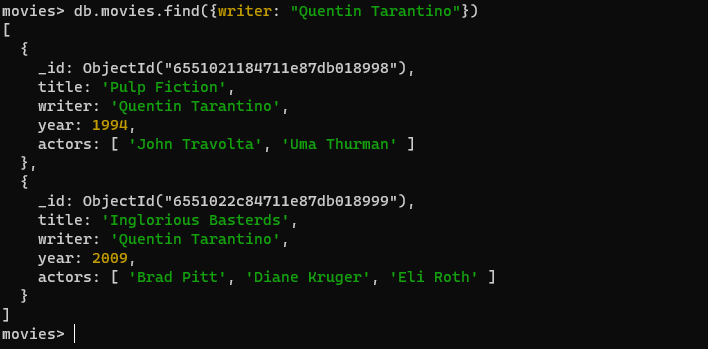 movies> db.movies.find({writer: "Quentin Tarantino"})
[
  {
    _id: ObjectId("6551021184711e87db018998"),
    title: 'Pulp Fiction',
    writer: 'Quentin Tarantino',
    year: 1994,
    actors: [ 'John Travolta', 'Uma Thurman' ]
  },
  {
    _id: ObjectId("6551022c84711e87db018999"),
    title: 'Inglorious Basterds',
    writer: 'Quentin Tarantino',
    year: 2009,
    actors: [ 'Brad Pitt', 'Diane Kruger', 'Eli Roth' ]
  }
]
movies>